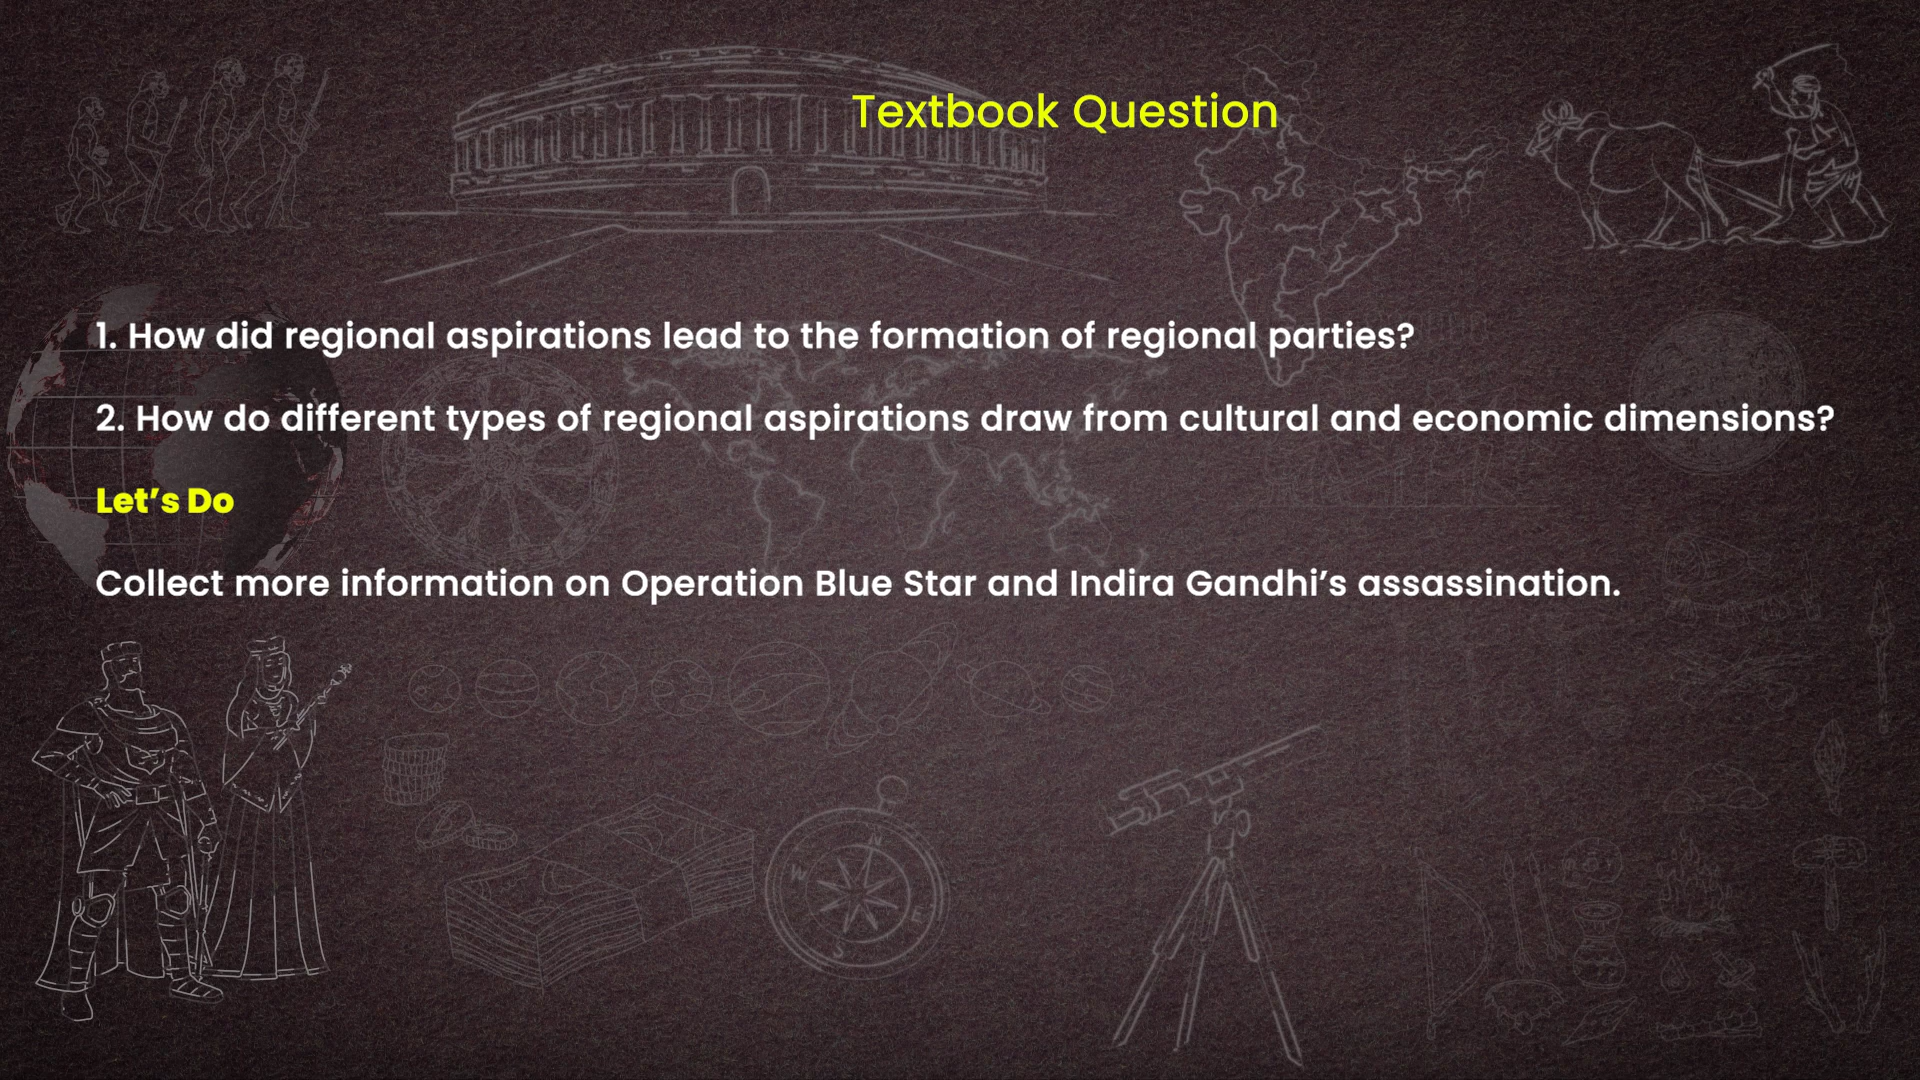 Textbook Question
1. How did regional aspirations lead to the formation of regional parties?
2. How do different types of regional aspirations draw from cultural and economic dimensions?
Let’s Do
Collect more information on Operation Blue Star and Indira Gandhi’s assassination.
N
W
E
S